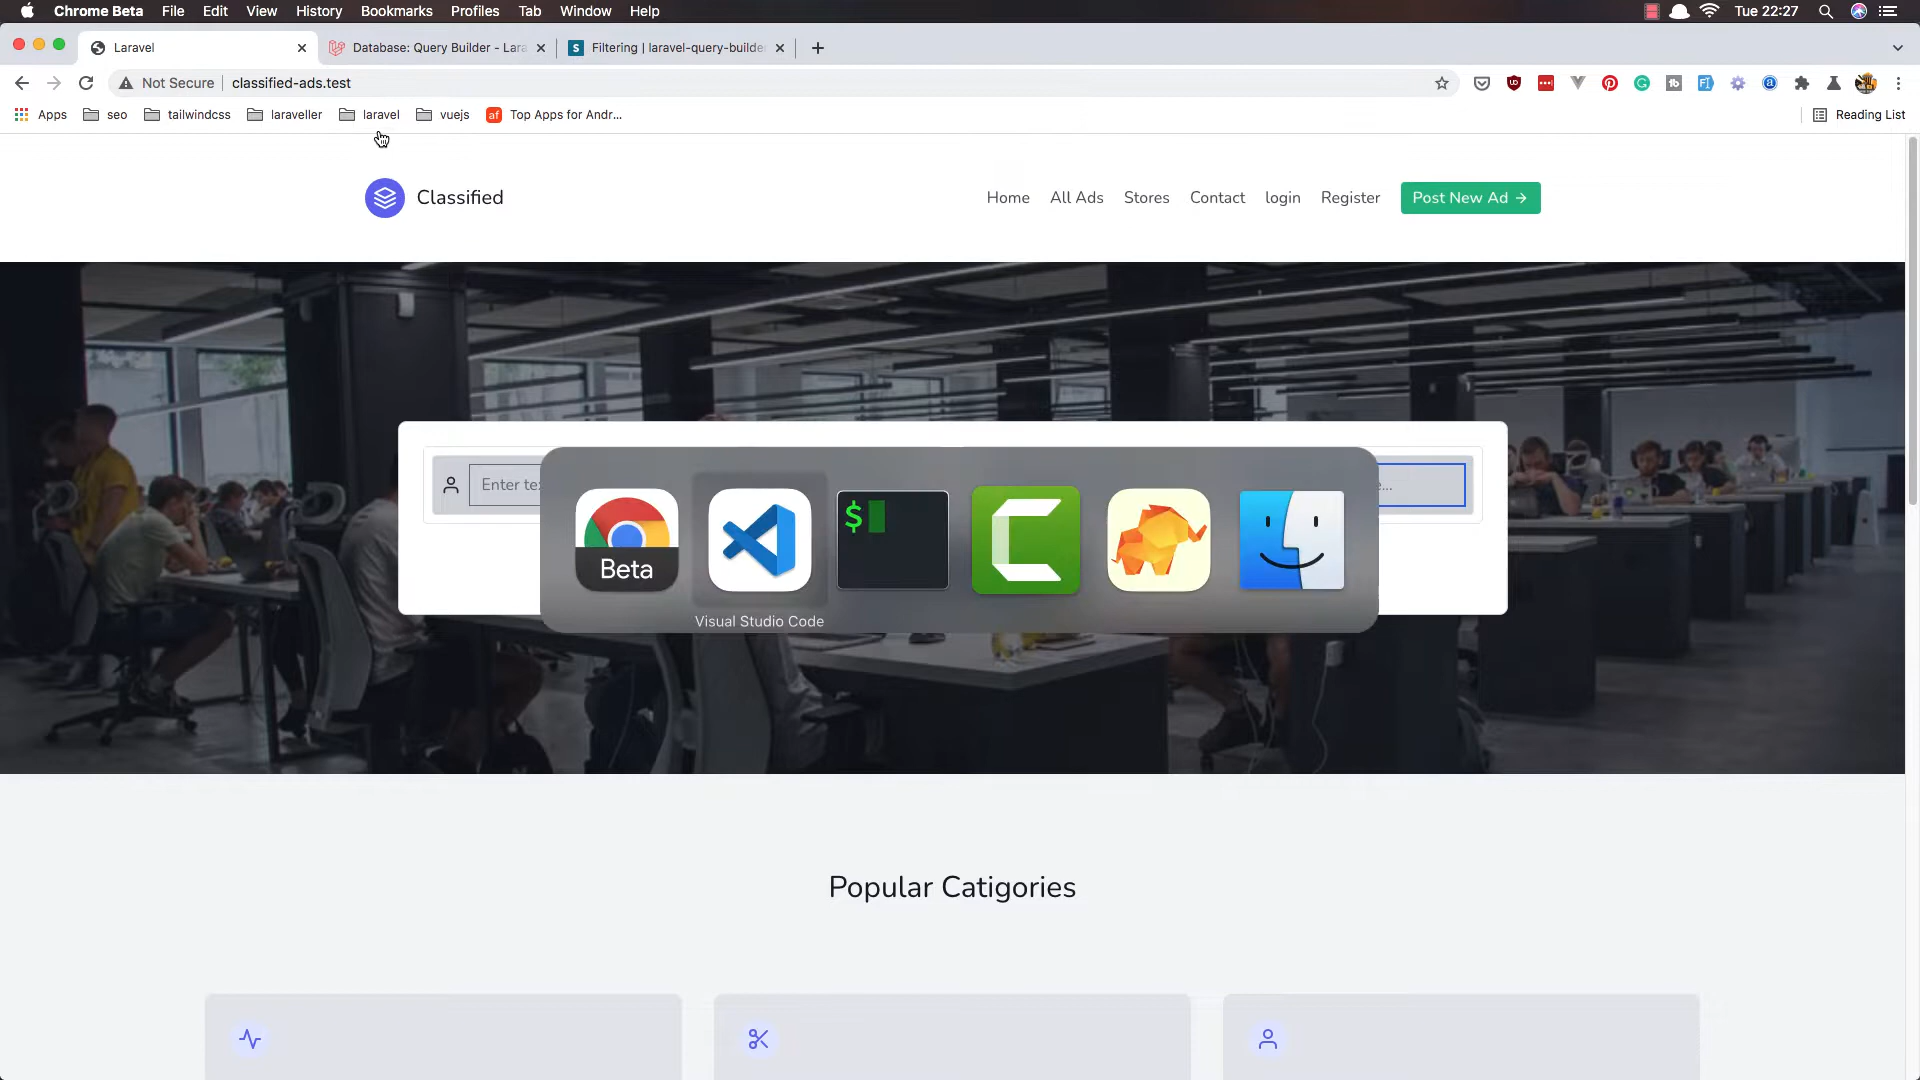 Chrome Beta File Edit View History Bookmarks Profiles Tab Window Help Tue 22:27
Laravel Database: Query Builder - Lara Filtering | laravel-query-builder
Not Secure classified-ads.test
Apps seo tailwindcss laraveller laravel vuejs af Top Apps for Andr... Reading List
Classified Home All Ads Stores Contact login Register Post New Ad →
Enter te
Beta
$
Visual Studio Code
Popular Catigories